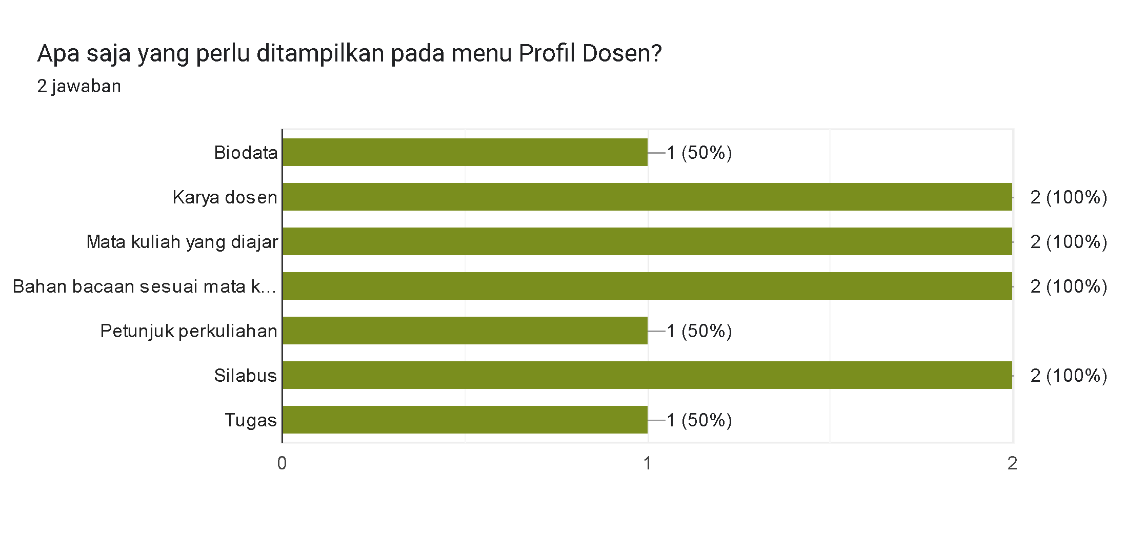 Apa saja yang perlu ditampilkan pada menu Profil Dosen?
2 jawaban
Biodata 1 (50%)
Karya dosen 2 (100%)
Mata kuliah yang diajar 2 (100%)
Bahan bacaan sesuai mata k... 2 (100%)
Petunjuk perkuliahan 1 (50%)
Silabus 2 (100%)
Tugas 1 (50%)
0 1 2